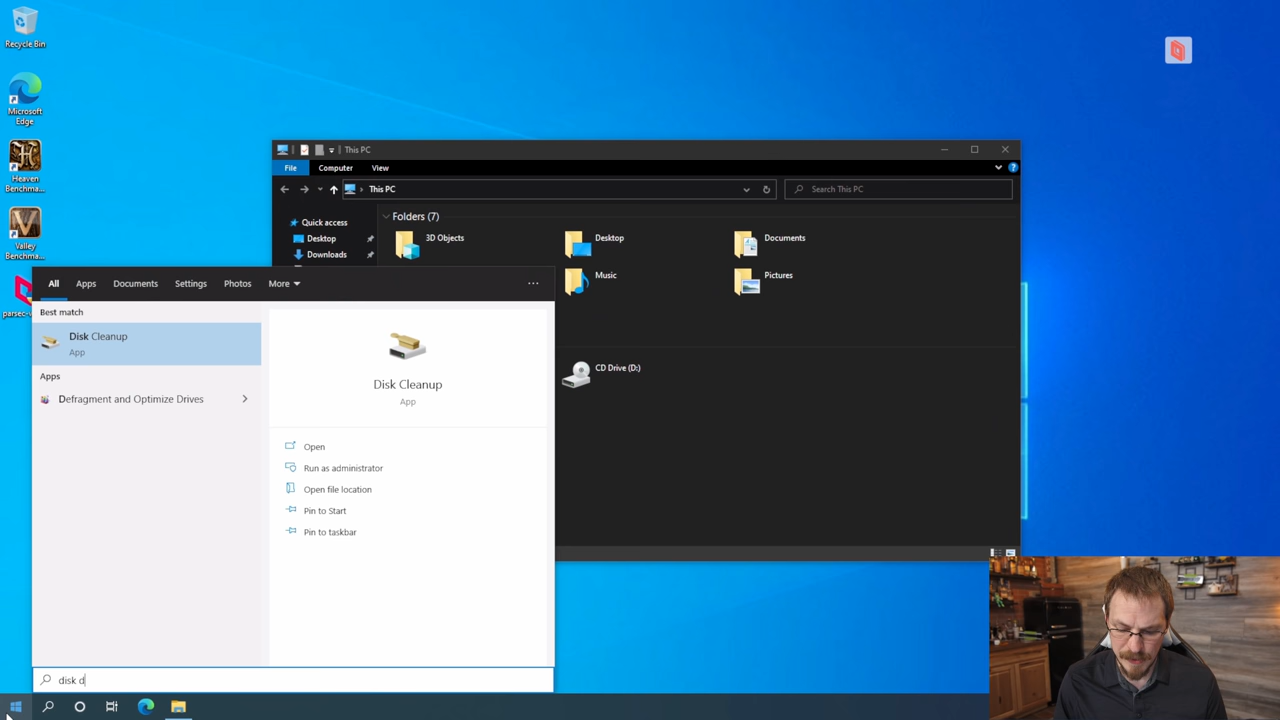 Recycle Bin
Microsoft
Edge
Heaven
Benchma...
Valley
Benchma...
This PC
File
Computer
View
This PC
Search This PC
Quick access
Desktop
Downloads
Folders (7)
3D Objects
Desktop
Documents
Music
Pictures
CD Drive (D:)
All
Apps
Documents
Settings
Photos
More
Best match
Disk Cleanup
App
Apps
Defragment and Optimize Drives
Disk Cleanup
App
Open
Run as administrator
Open file location
Pin to Start
Pin to taskbar
disk d